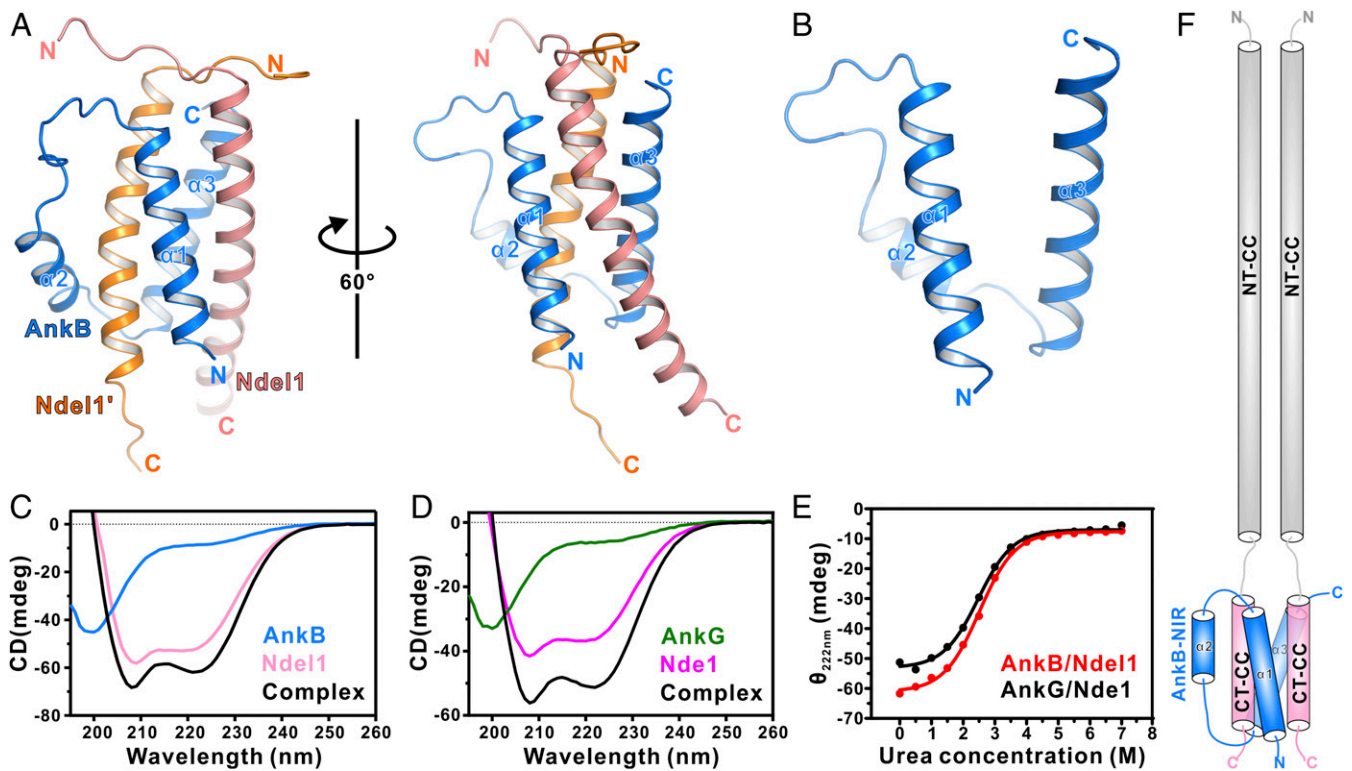 A
B
F
N
N
C
α3
α1
α2
AnkB
N
Ndel1
Ndel1'
C
C
60°
N
N
C
α3
α1
α2
N
C
C
C
α3
α1
α2
N
N
N
NT-CC
NT-CC
C
0
-20
-40
-60
-80
CD(mdeg)
200 210 220 230 240 250 260
Wavelength (nm)
AnkB
Ndel1
Complex
D
0
-20
-40
-60
CD(mdeg)
200 210 220 230 240 250 260
Wavelength (nm)
AnkG
Nde1
Complex
E
0
-10
-20
-30
-40
-50
-60
-70
θ222nm (mdeg)
0 1 2 3 4 5 6 7 8
Urea concentration (M)
AnkB/Ndel1
AnkG/Nde1
AnkB-NIR
α2
CT-CC
α1
α3
CT-CC
C
C
N
C